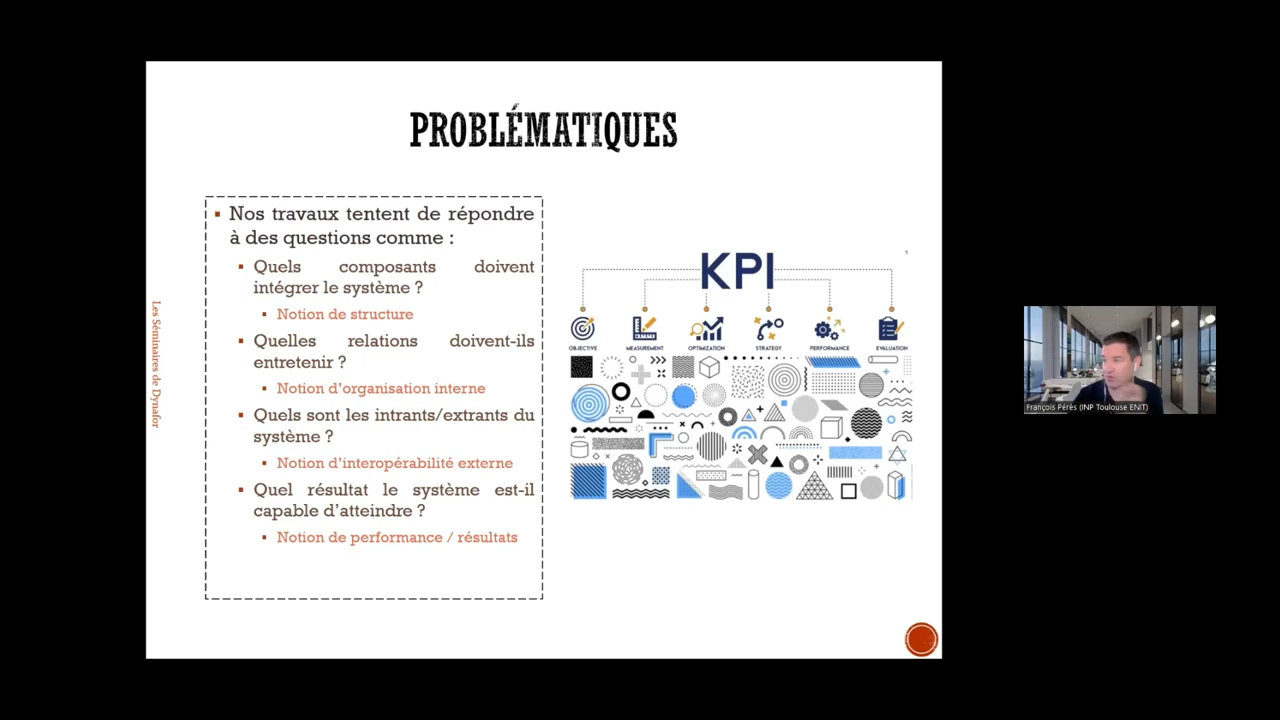 PROBLÉMATIQUES
Nos travaux tentent de répondre
à des questions comme :
Quels composants doivent
intégrer le système ?
Notion de structure
Quelles relations doivent-ils
entretenir ?
Notion d'organisation interne
Quels sont les intrants/extrants du
système ?
Notion d'interopérabilité externe
Quel résultat le système est-il
capable d'atteindre ?
Notion de performance / résultats
Les Séminaires de Dynafor
KPI
OBJECTIVE MEASUREMENT OPTIMIZATION STRATEGY PERFORMANCE EVALUATION
François Pérès (INP Toulouse ENIT)